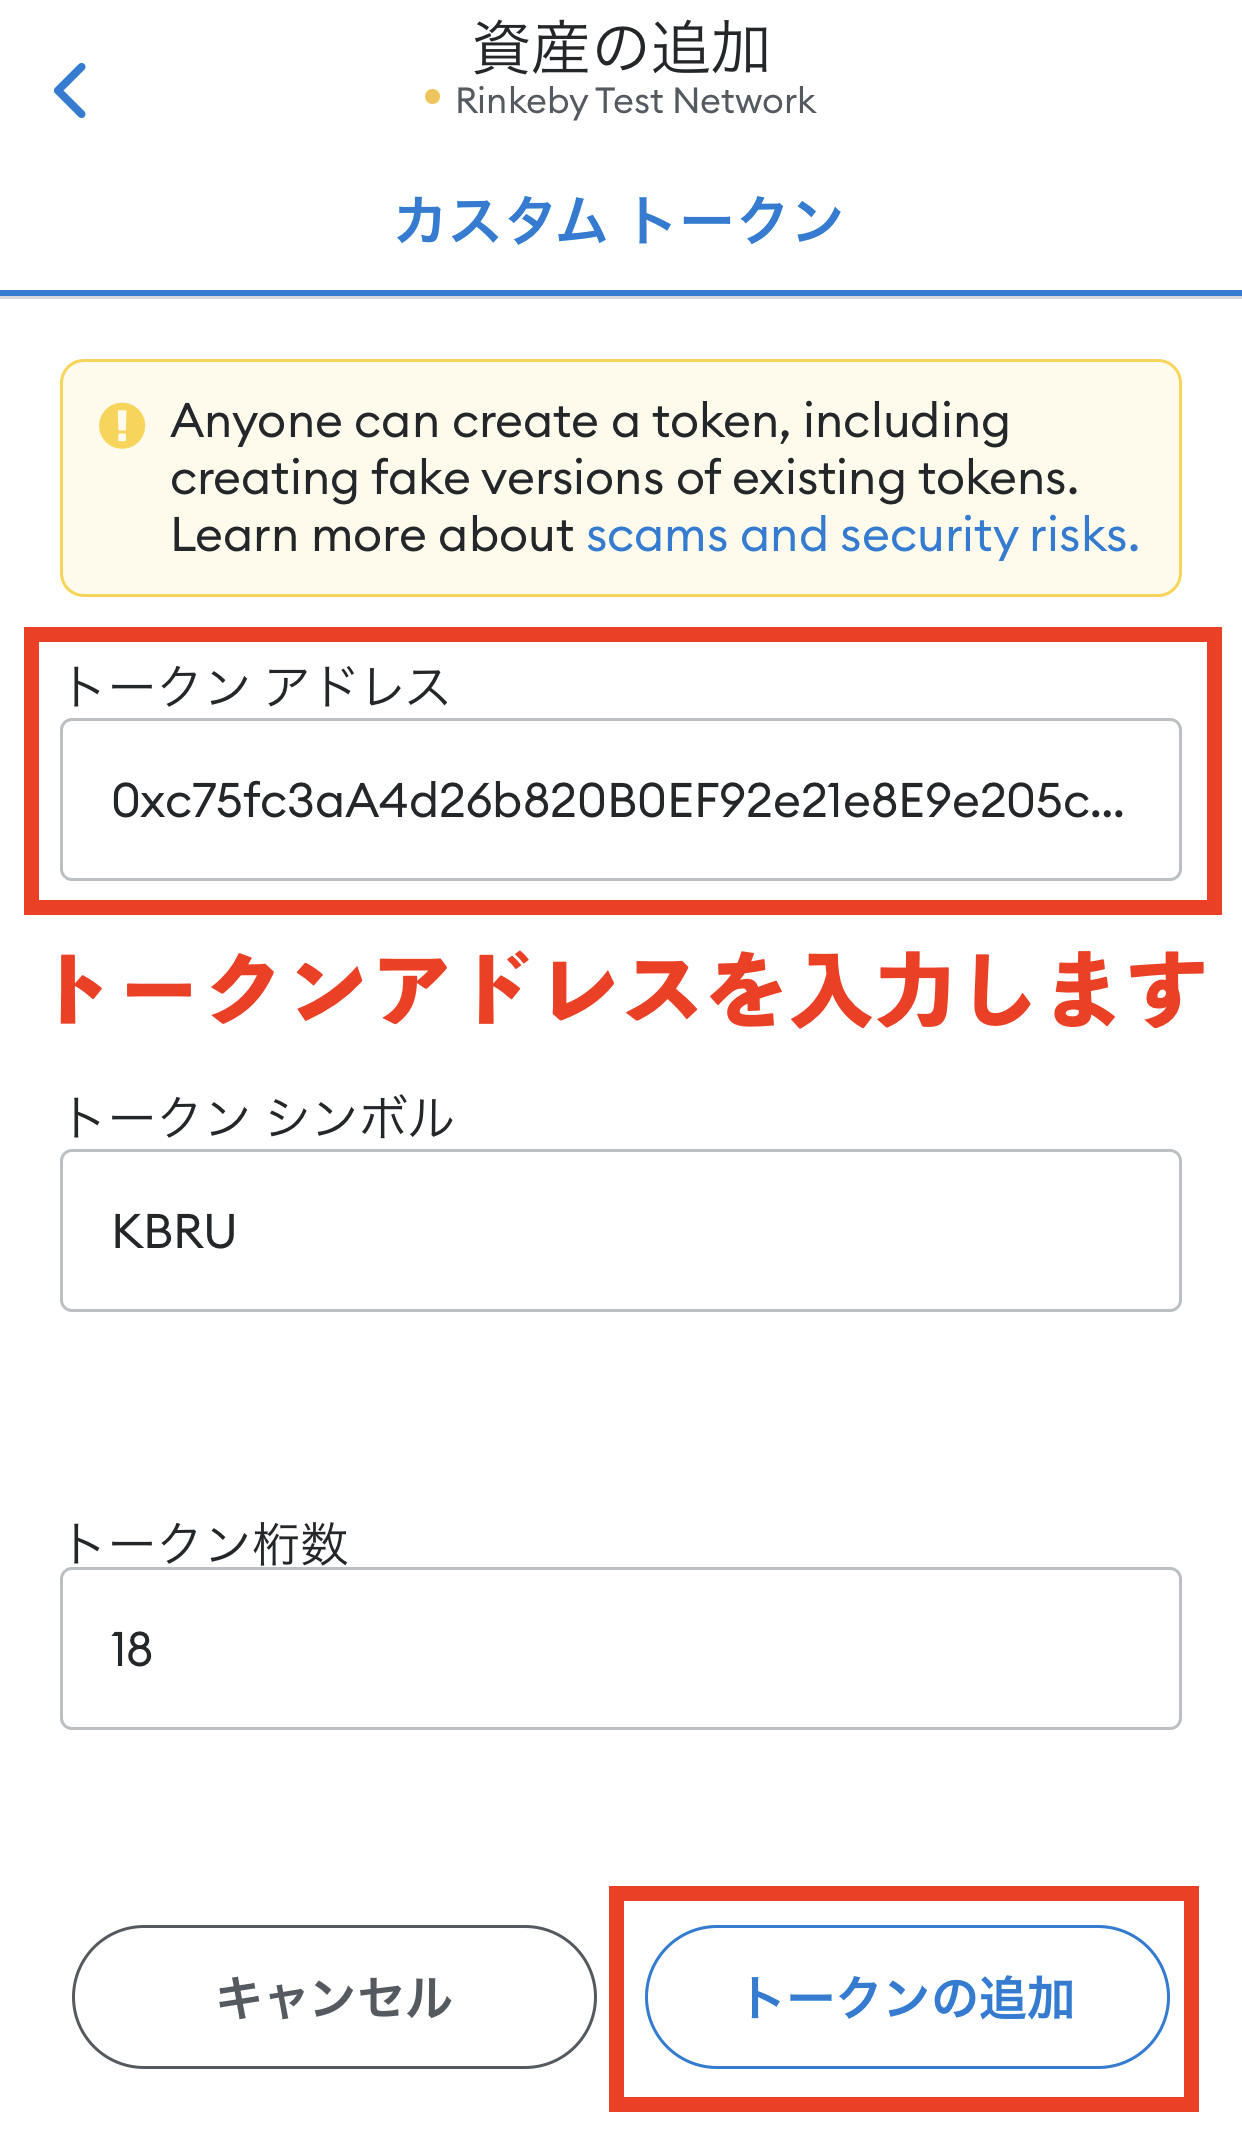 資産の追加
Rinkeby Test Network
カスタム トークン
Anyone can create a token, including
creating fake versions of existing tokens.
Learn more about scams and security risks.
トークン アドレス
0xc75fc3aA4d26b820B0EF92e21e8E9e205c...
トークンアドレスを入力します
トークン シンボル
KBRU
トークン桁数
18
キャンセル
トークンの追加